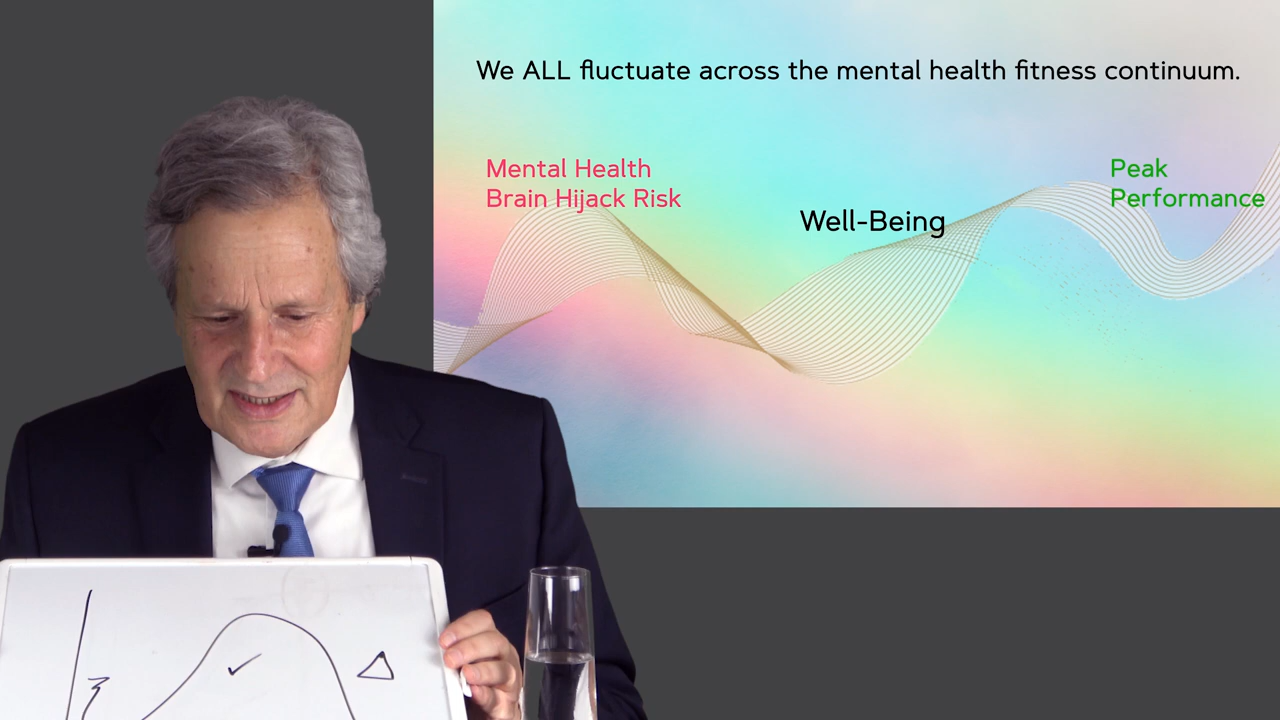 We ALL fluctuate across the mental health fitness continuum.
Mental Health
Brain Hijack Risk
Well-Being
Peak
Performance